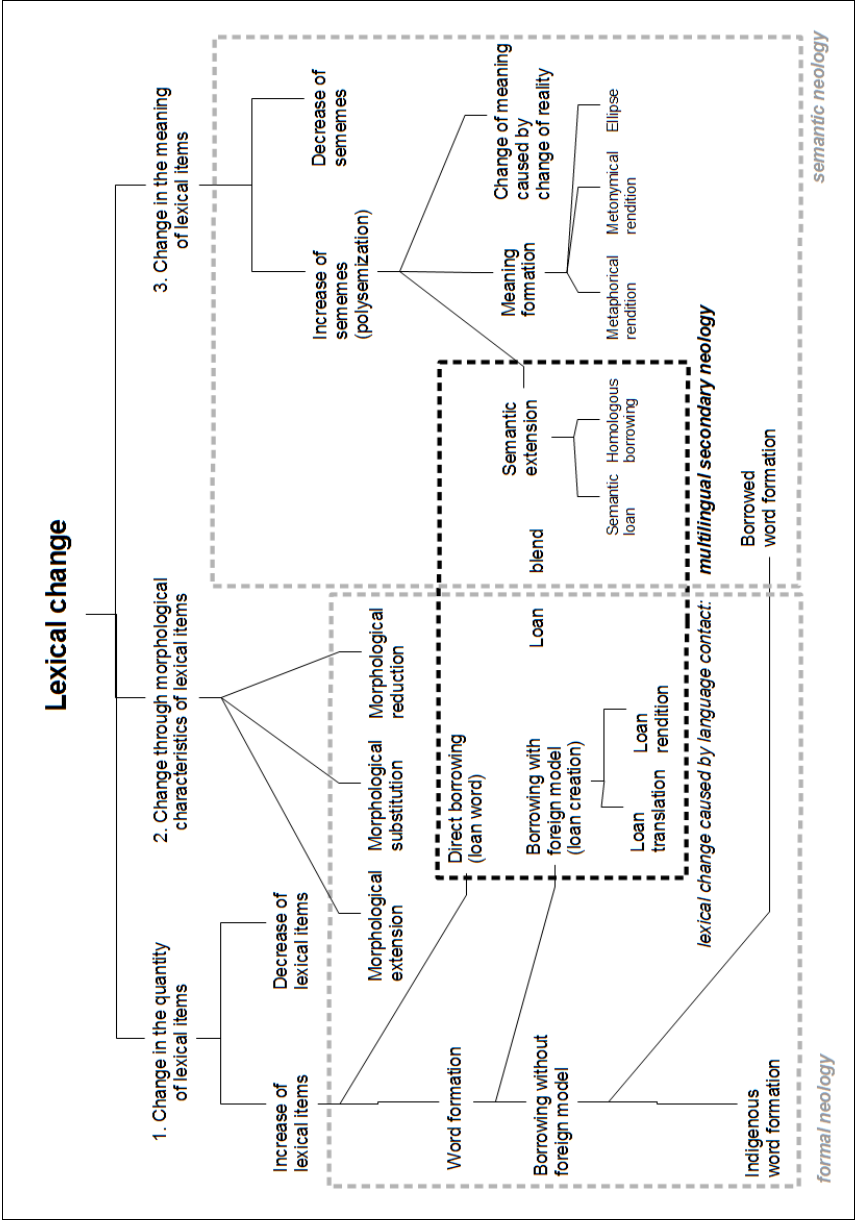 Lexical change
1. Change in the quantity
of lexical items
2. Change through morphological
characteristics of lexical items
3. Change in the meaning
of lexical items
Increase of
lexical items
Decrease of
lexical items
Increase of
sememes
(polysemization)
Decrease of
sememes
Morphological
extension
Morphological
substitution
Morphological
reduction
Word formation
Direct borrowing
(loan word)
Borrowing without
foreign model
Borrowing with
foreign model
(loan creation)
Loan
blend
Semantic
extension
Meaning
formation
Change of meaning
caused by
change of reality
Loan
translation
Loan
rendition
Semantic
loan
Homologous
borrowing
Metaphorical
rendition
Metonymical
rendition
Ellipse
lexical change caused by language contact: multilingual secondary neology
Indigenous
word formation
Borrowed
word formation
formal neology
semantic neology